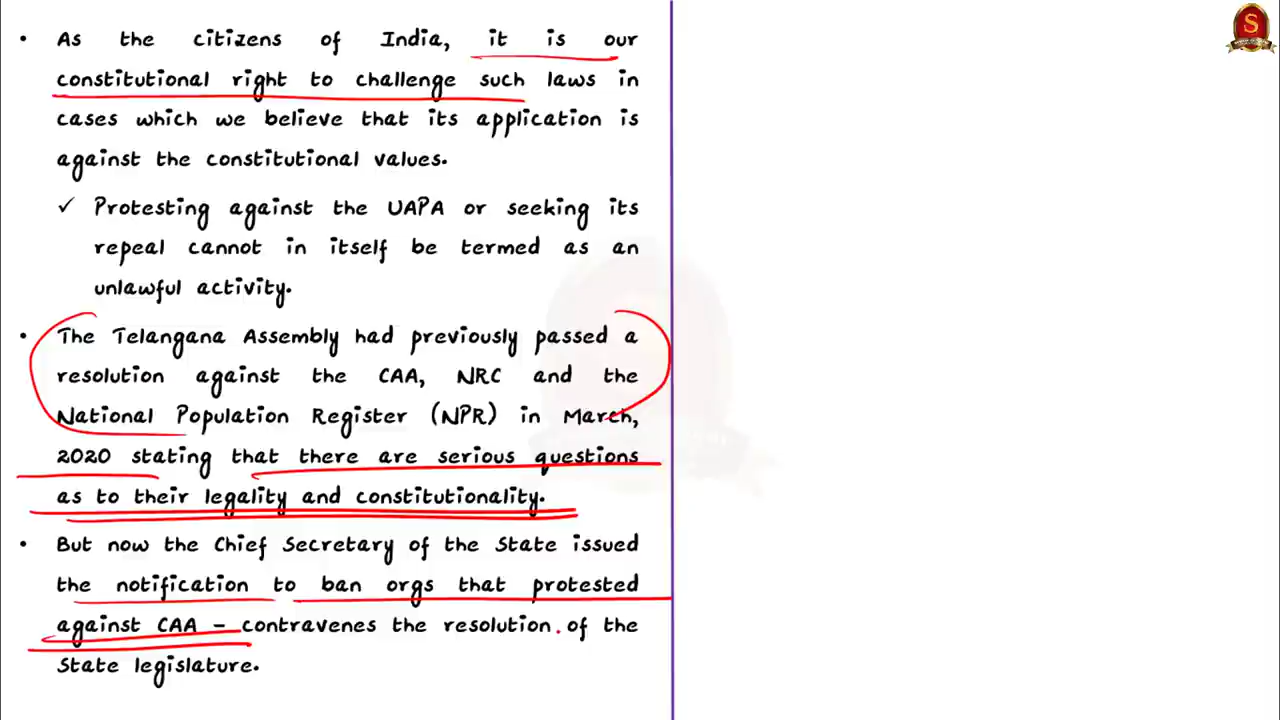 • As the citizens of India, it is our
constitutional right to challenge such laws in
cases which we believe that its application is
against the constitutional values.
✓ Protesting against the UAPA or seeking its
repeal cannot in itself be termed as an
unlawful activity.
• The Telangana Assembly had previously passed a
resolution against the CAA, NRC and the
National Population Register (NPR) in March,
2020 stating that there are serious questions
as to their legality and constitutionality.
• But now the Chief Secretary of the State issued
the notification to ban orgs that protested
against CAA – contravenes the resolution of the
State legislature.
S